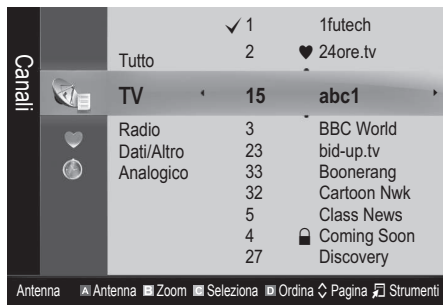 Canali
✓ 1 1futech
Tutto 2 ♥ 24ore.tv
TV 15 abc1
Radio 3 BBC World
Dati/Altro 23 bid-up.tv
Analogico 33 Boonerang
32 Cartoon Nwk
5 Class News
4 Coming Soon
27 Discovery
Antenna A Antenna B Zoom C Seleziona D Ordina Pagina Strumenti